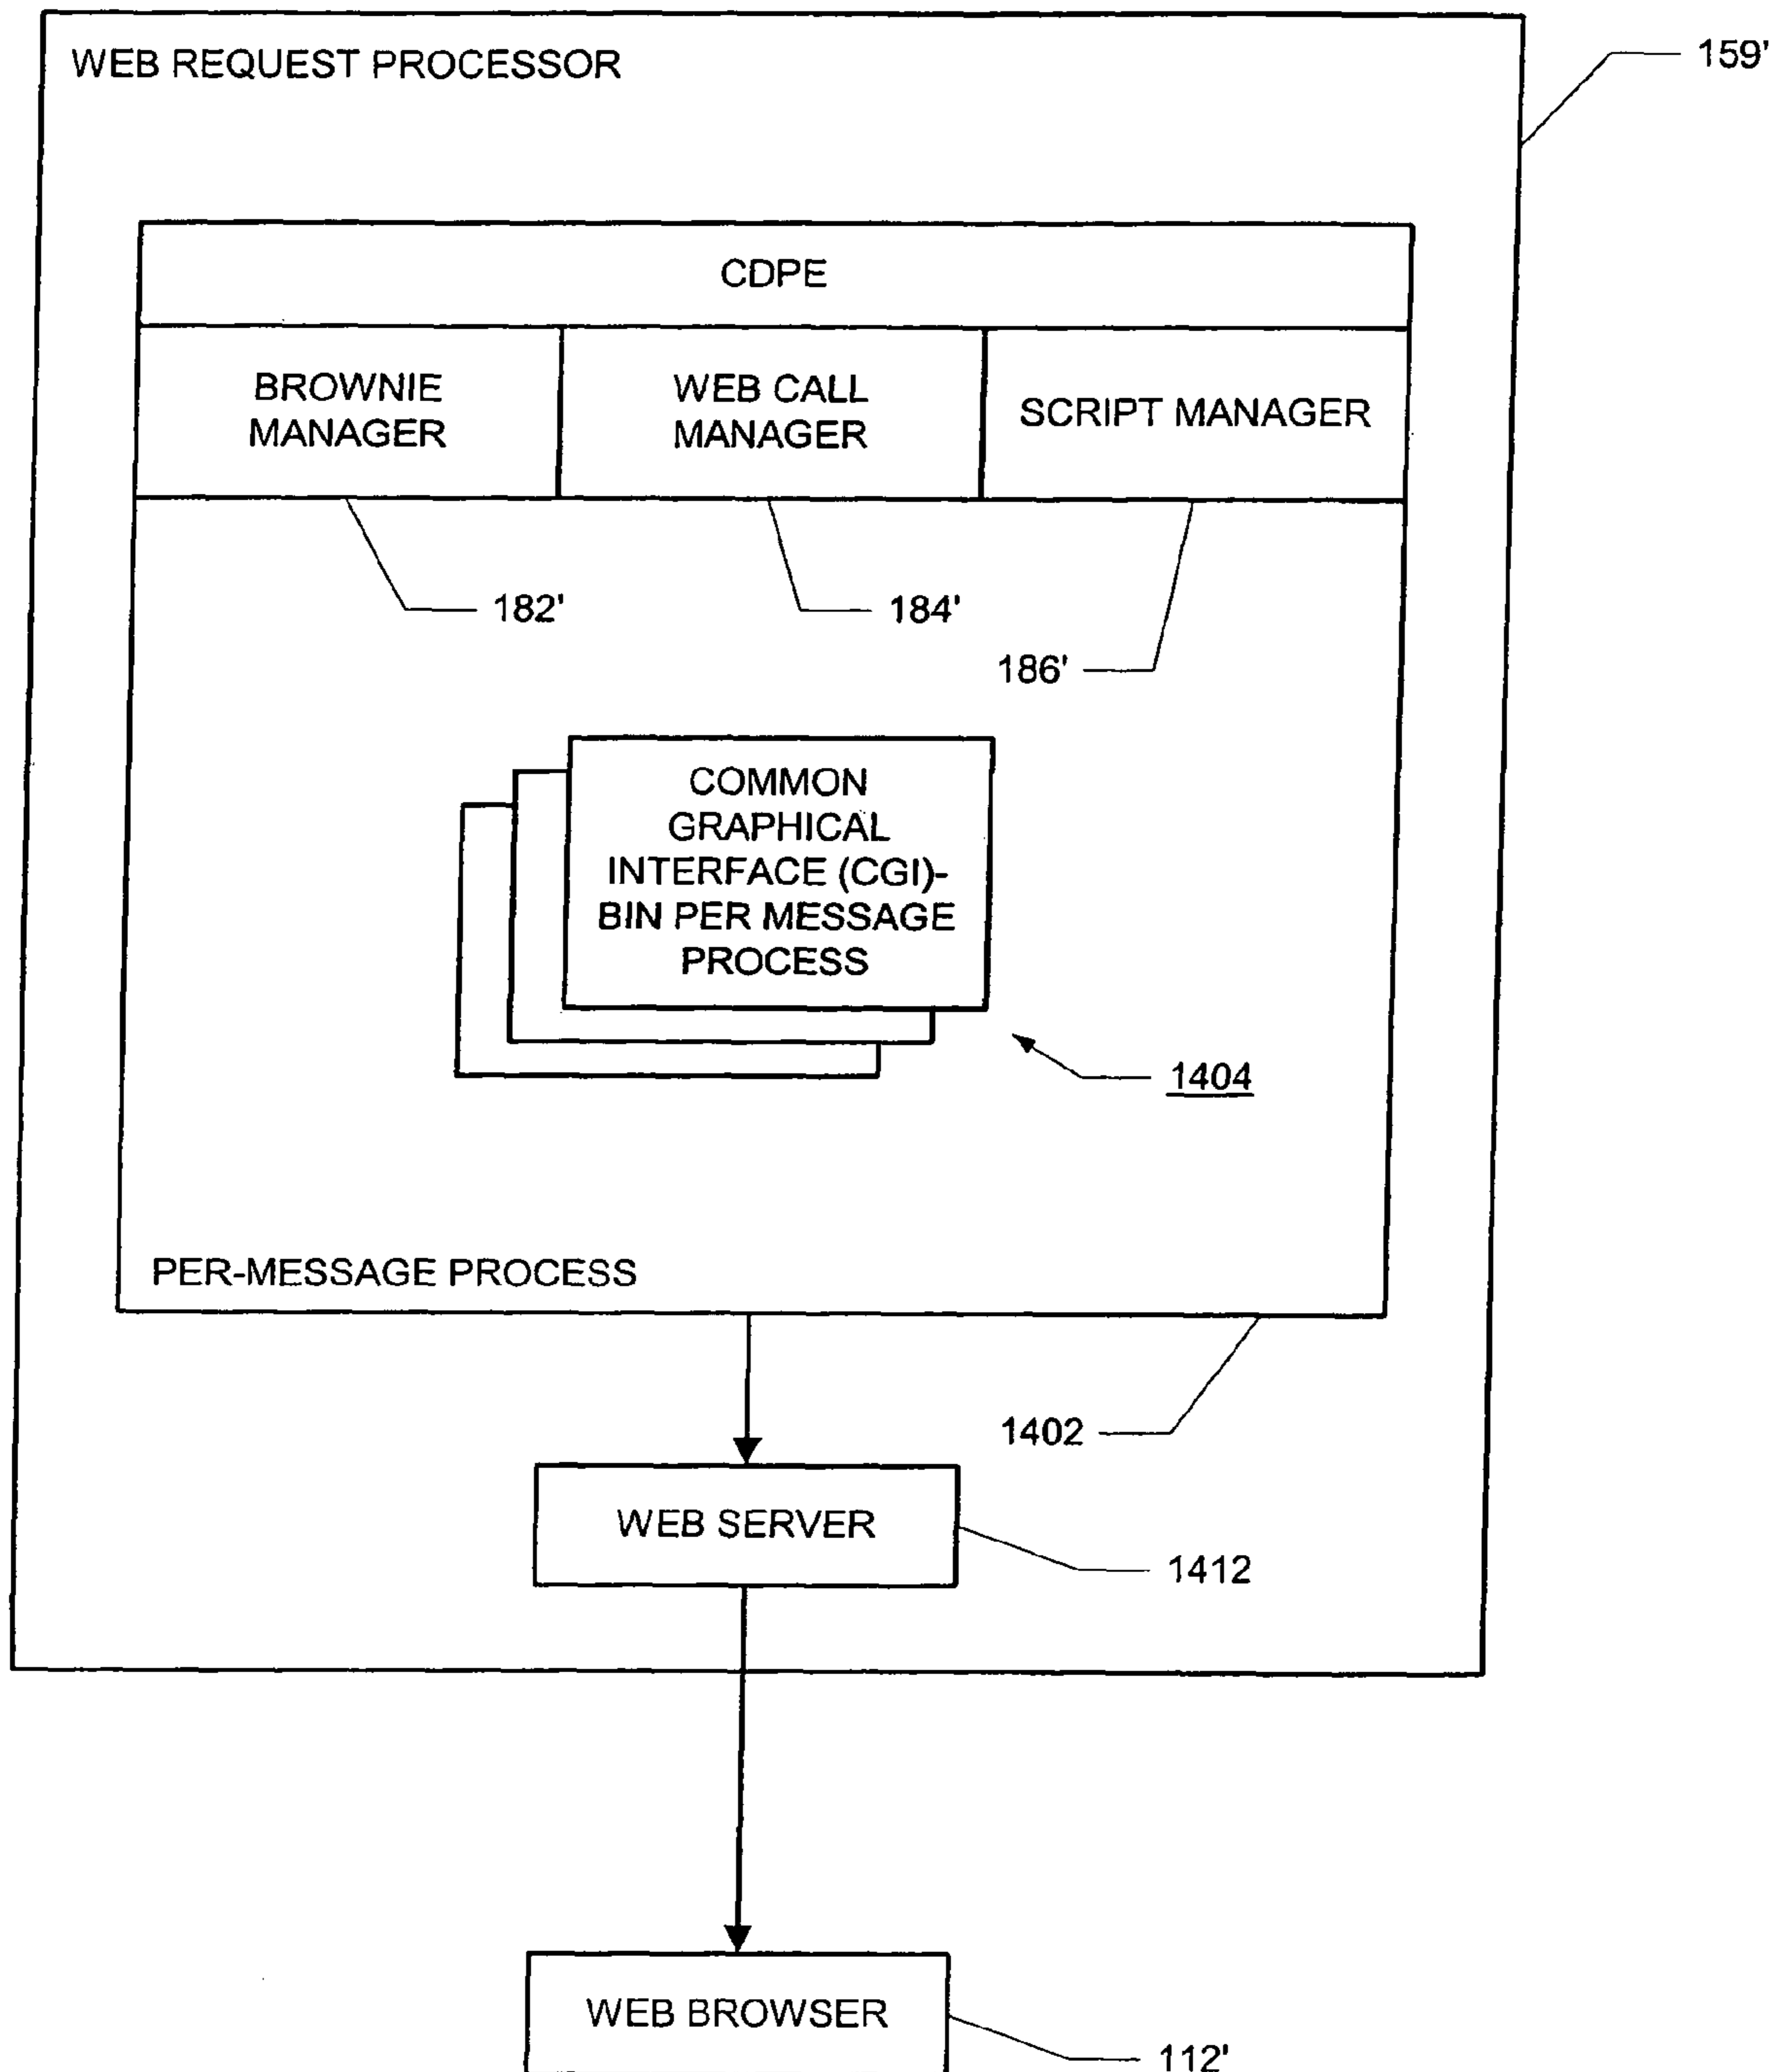 WEB REQUEST PROCESSOR
159'
CDPE
BROWNIE
MANAGER
WEB CALL
MANAGER
SCRIPT MANAGER
182'
184'
186'
COMMON
GRAPHICAL
INTERFACE (CGI)-
BIN PER MESSAGE
PROCESS
1404
PER-MESSAGE PROCESS
1402
WEB SERVER
1412
WEB BROWSER
112'